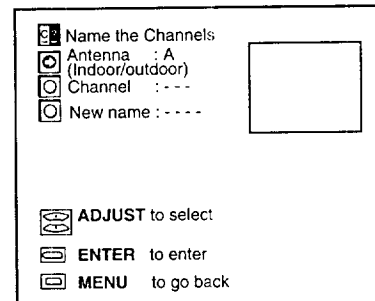 Name the Channels
Antenna : A
(Indoor/outdoor)
Channel : - - -
New name : - - - -
ADJUST to select
ENTER to enter
MENU to go back